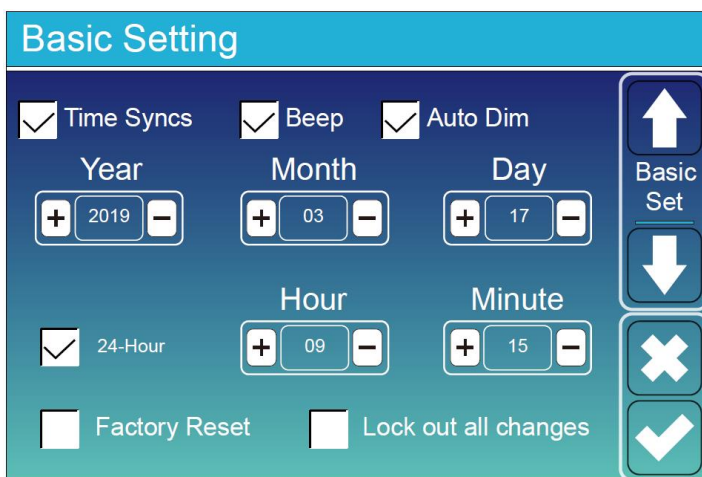 Basic Setting
Time Syncs Beep Auto Dim
Year Month Day
+ 2019 − + 03 − + 17 −
Basic
Set
Hour Minute
24-Hour + 09 − + 15 −
Factory Reset Lock out all changes